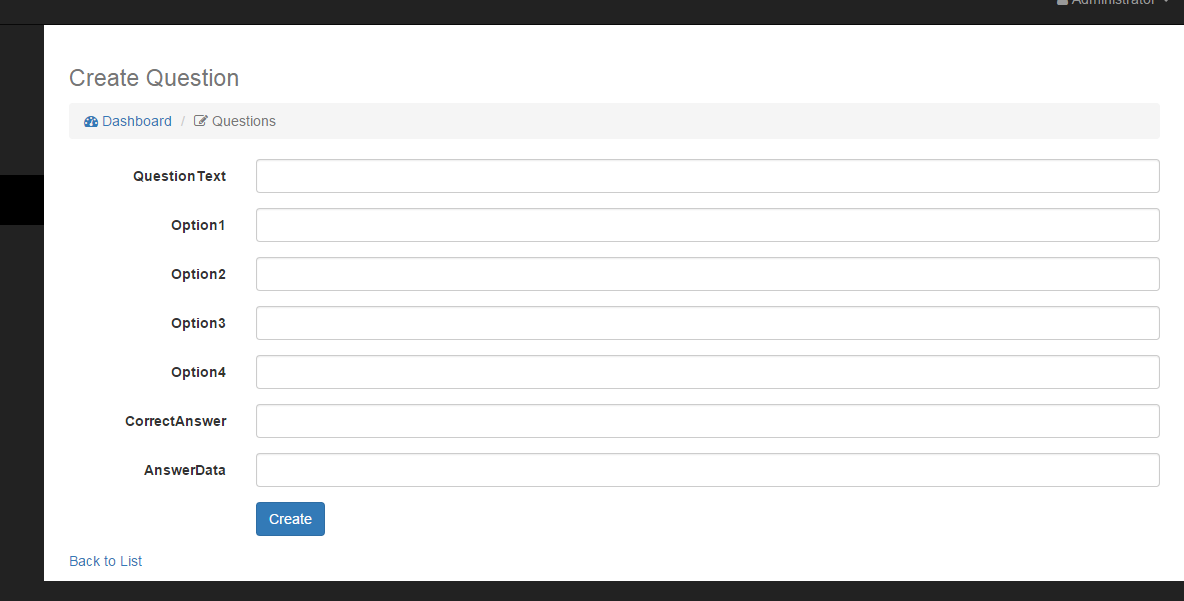 Administrator
Create Question
Dashboard / Questions
QuestionText
Option1
Option2
Option3
Option4
CorrectAnswer
AnswerData
Create
Back to List